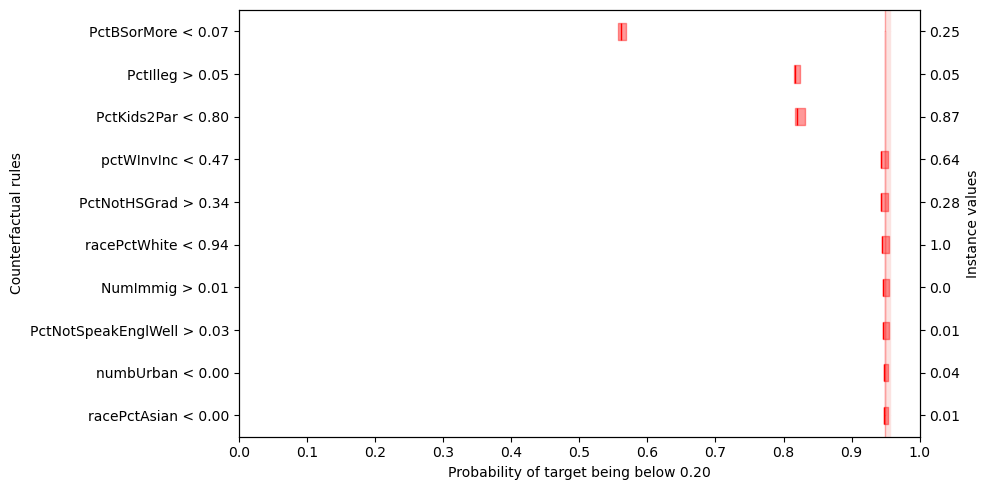 PctBSorMore < 0.07 0.25
PctIlleg > 0.05 0.05
PctKids2Par < 0.80 0.87
pctWInvInc < 0.47 0.64
PctNotHSGrad > 0.34 0.28
racePctWhite < 0.94 1.0
NumImmig > 0.01 0.0
PctNotSpeakEnglWell > 0.03 0.01
numbUrban < 0.00 0.04
racePctAsian < 0.00 0.01
Counterfactual rules
Instance values
0.0 0.1 0.2 0.3 0.4 0.5 0.6 0.7 0.8 0.9 1.0
Probability of target being below 0.20